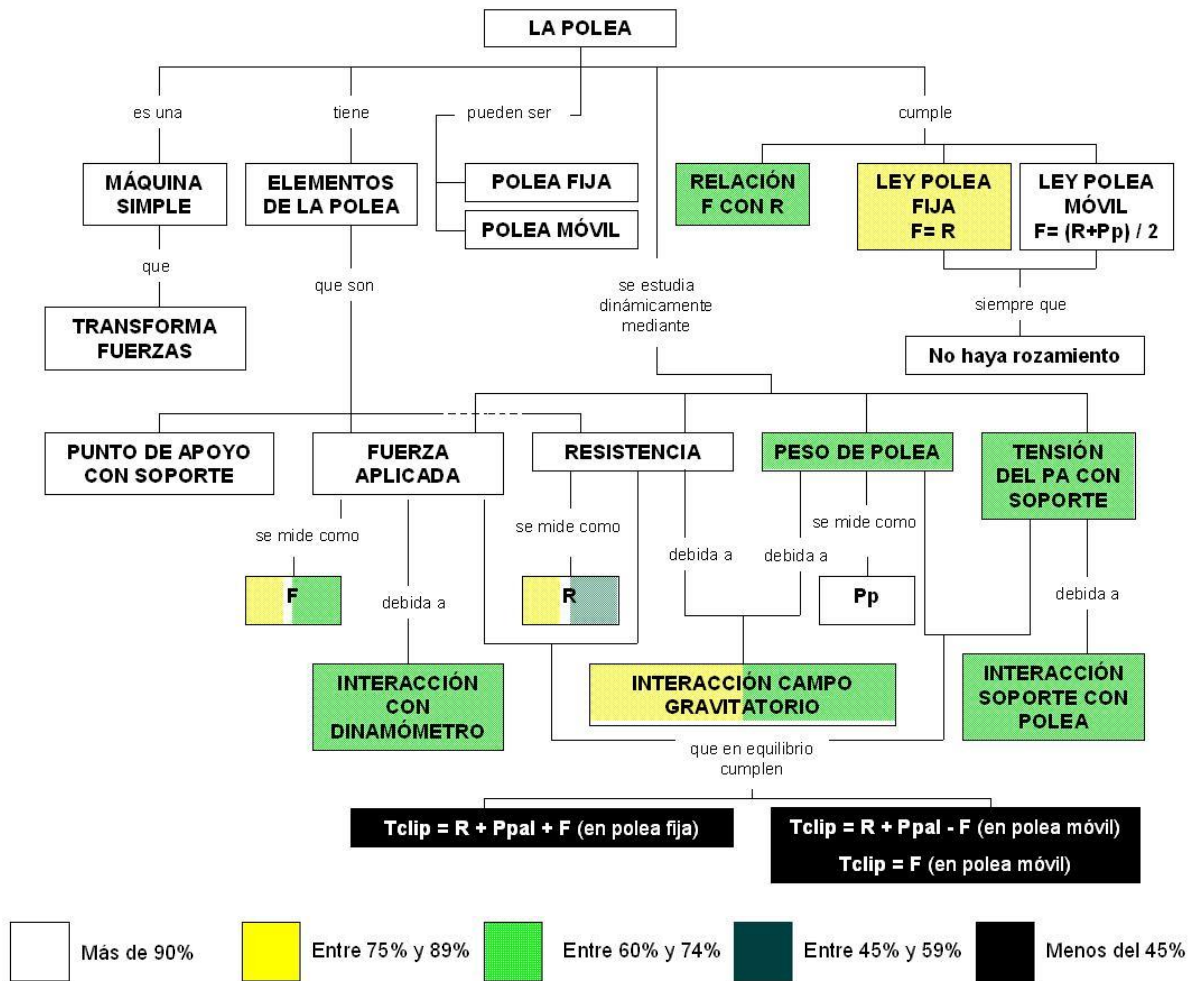 LA POLEA
es una
tiene
pueden ser
cumple
MÁQUINA
SIMPLE
ELEMENTOS
DE LA POLEA
POLEA FIJA
POLEA MÓVIL
RELACIÓN
F CON R
LEY POLEA
FIJA
F= R
LEY POLEA
MÓVIL
F= (R+Pp) / 2
que
que son
se estudia
dinámicamente
mediante
siempre que
TRANSFORMA
FUERZAS
No haya rozamiento
PUNTO DE APOYO
CON SOPORTE
FUERZA
APLICADA
RESISTENCIA
PESO DE POLEA
TENSIÓN
DEL PA CON
SOPORTE
se mide como
se mide como
se mide como
debida a
debida a
debida a
debida a
F
R
Pp
INTERACCIÓN
CON
DINAMÓMETRO
INTERACCIÓN CAMPO
GRAVITATORIO
INTERACCIÓN
SOPORTE CON
POLEA
que en equilibrio
cumplen
Tclip = R + Ppal + F (en polea fija)
Tclip = R + Ppal - F (en polea móvil)
Tclip = F (en polea móvil)
Más de 90%
Entre 75% y 89%
Entre 60% y 74%
Entre 45% y 59%
Menos del 45%